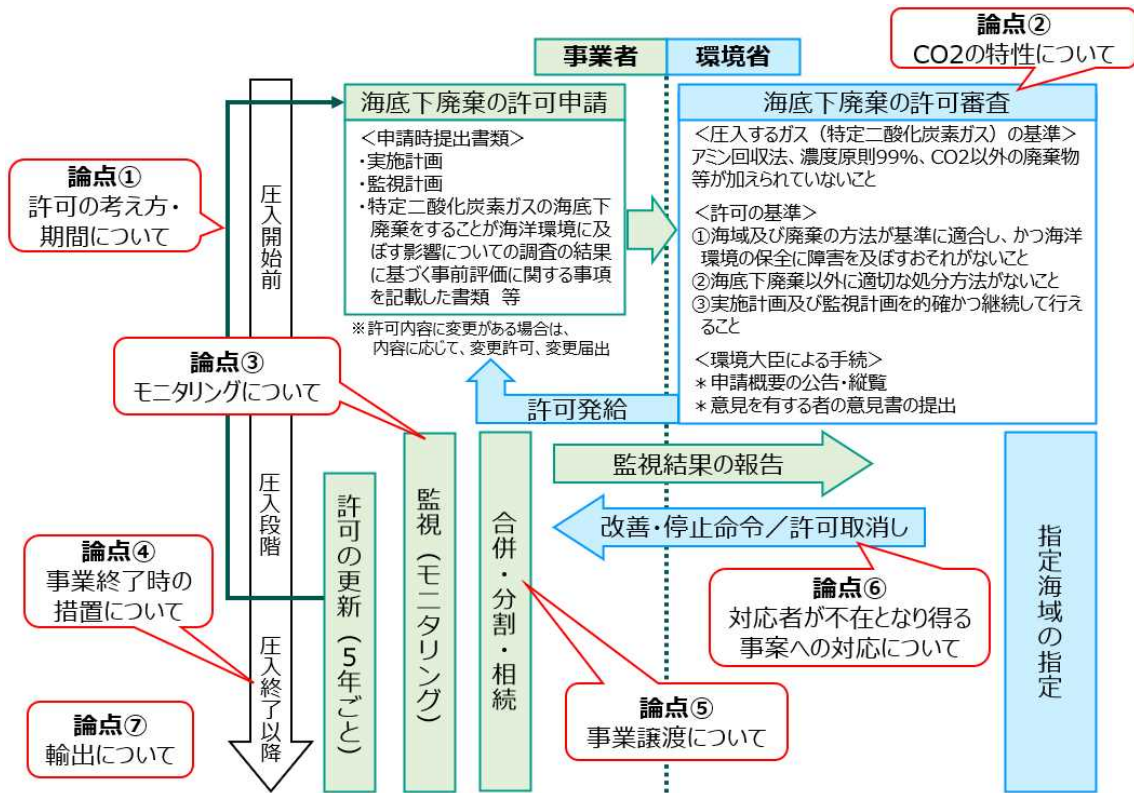 論点②
CO2の特性について
事業者
環境省
海底下廃棄の許可申請
<申請時提出書類>
・実施計画
・監視計画
・特定二酸化炭素ガスの海底下
廃棄をすることが海洋環境に及
ぼす影響についての調査の結果
に基づく事前評価に関する事項
を記載した書類 等
※許可内容に変更がある場合は、
内容に応じて、変更許可、変更届出
海底下廃棄の許可審査
<圧入するガス（特定二酸化炭素ガス）の基準>
アミン回収法、濃度原則99％、CO2以外の廃棄物
等が加えられていないこと
<許可の基準>
①海域及び廃棄の方法が基準に適合し、かつ海洋
環境の保全に障害を及ぼすおそれがないこと
②海底下廃棄以外に適切な処分方法がないこと
③実施計画及び監視計画を的確かつ継続して行え
ること
<環境大臣による手続>
＊申請概要の公告・縦覧
＊意見を有する者の意見書の提出
論点①
許可の考え方・
期間について
圧入開始前
論点③
モニタリングについて
許可発給
監視結果の報告
改善・停止命令／許可取消し
圧入段階
許可の更新（5年ごと）
監視（モニタリング）
合併・分割・相続
指定海域の指定
論点④
事業終了時の
措置について
論点⑥
対応者が不在となり得る
事案への対応について
圧入終了以降
論点⑤
事業譲渡について
論点⑦
輸出について